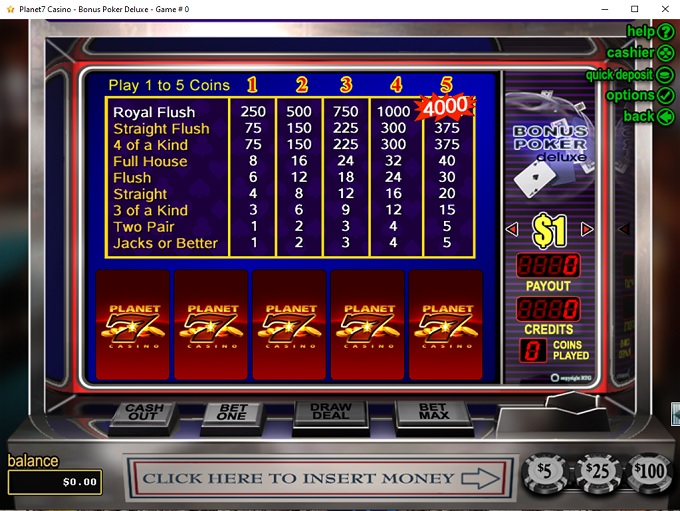 Planet7 Casino - Bonus Poker Deluxe - Game # 0
help ?
cashier
quick deposit
options
back
Play 1 to 5 Coins 1 2 3 4 5
4000
Royal Flush 250 500 750 1000
Straight Flush 75 150 225 300 375
4 of a Kind 75 150 225 300 375
Full House 8 16 24 32 40
Flush 6 12 18 24 30
Straight 4 8 12 16 20
3 of a Kind 3 6 9 12 15
Two Pair 1 2 3 4 5
Jacks or Better 1 2 3 4 5
BONUS
POKER
deluxe
$1
0
PAYOUT
0
CREDITS
0 COINS
PLAYED
PLANET
7
CASINO
PLANET
7
CASINO
PLANET
7
CASINO
PLANET
7
CASINO
PLANET
7
CASINO
CASH
OUT
BET
ONE
DRAW
DEAL
BET
MAX
balance
$0.00
CLICK HERE TO INSERT MONEY
$5 $25 $100